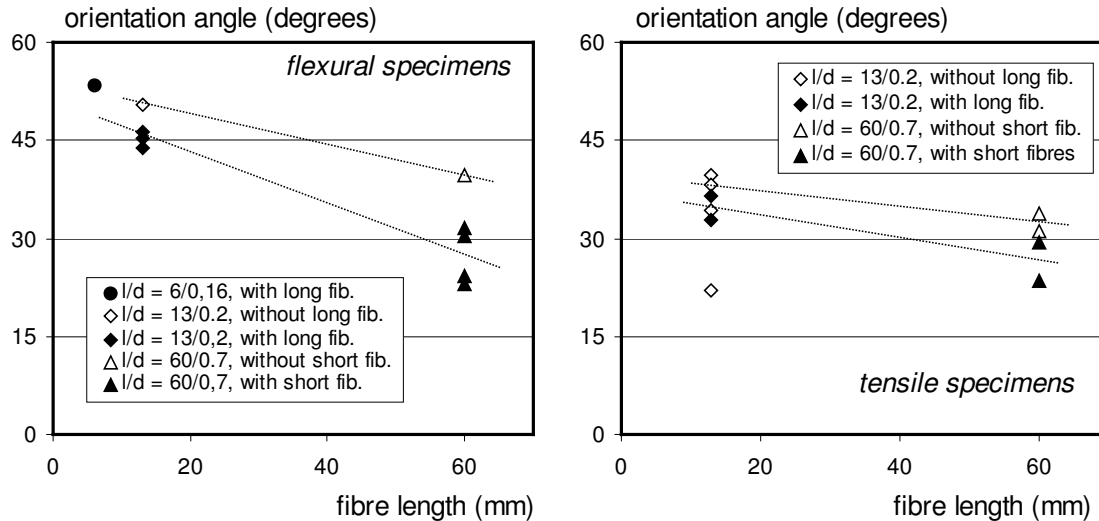 orientation angle (degrees)
60
45
30
15
0
0 20 40 60
fibre length (mm)
flexural specimens
l/d = 6/0,16, with long fib.
l/d = 13/0.2, without long fib.
l/d = 13/0,2, with long fib.
l/d = 60/0.7, without short fib.
l/d = 60/0,7, with short fib.
orientation angle (degrees)
60
45
30
15
0
0 20 40 60
fibre length (mm)
l/d = 13/0.2, without long fib.
l/d = 13/0.2, with long fib.
l/d = 60/0.7, without short fib.
l/d = 60/0.7, with short fibres
tensile specimens